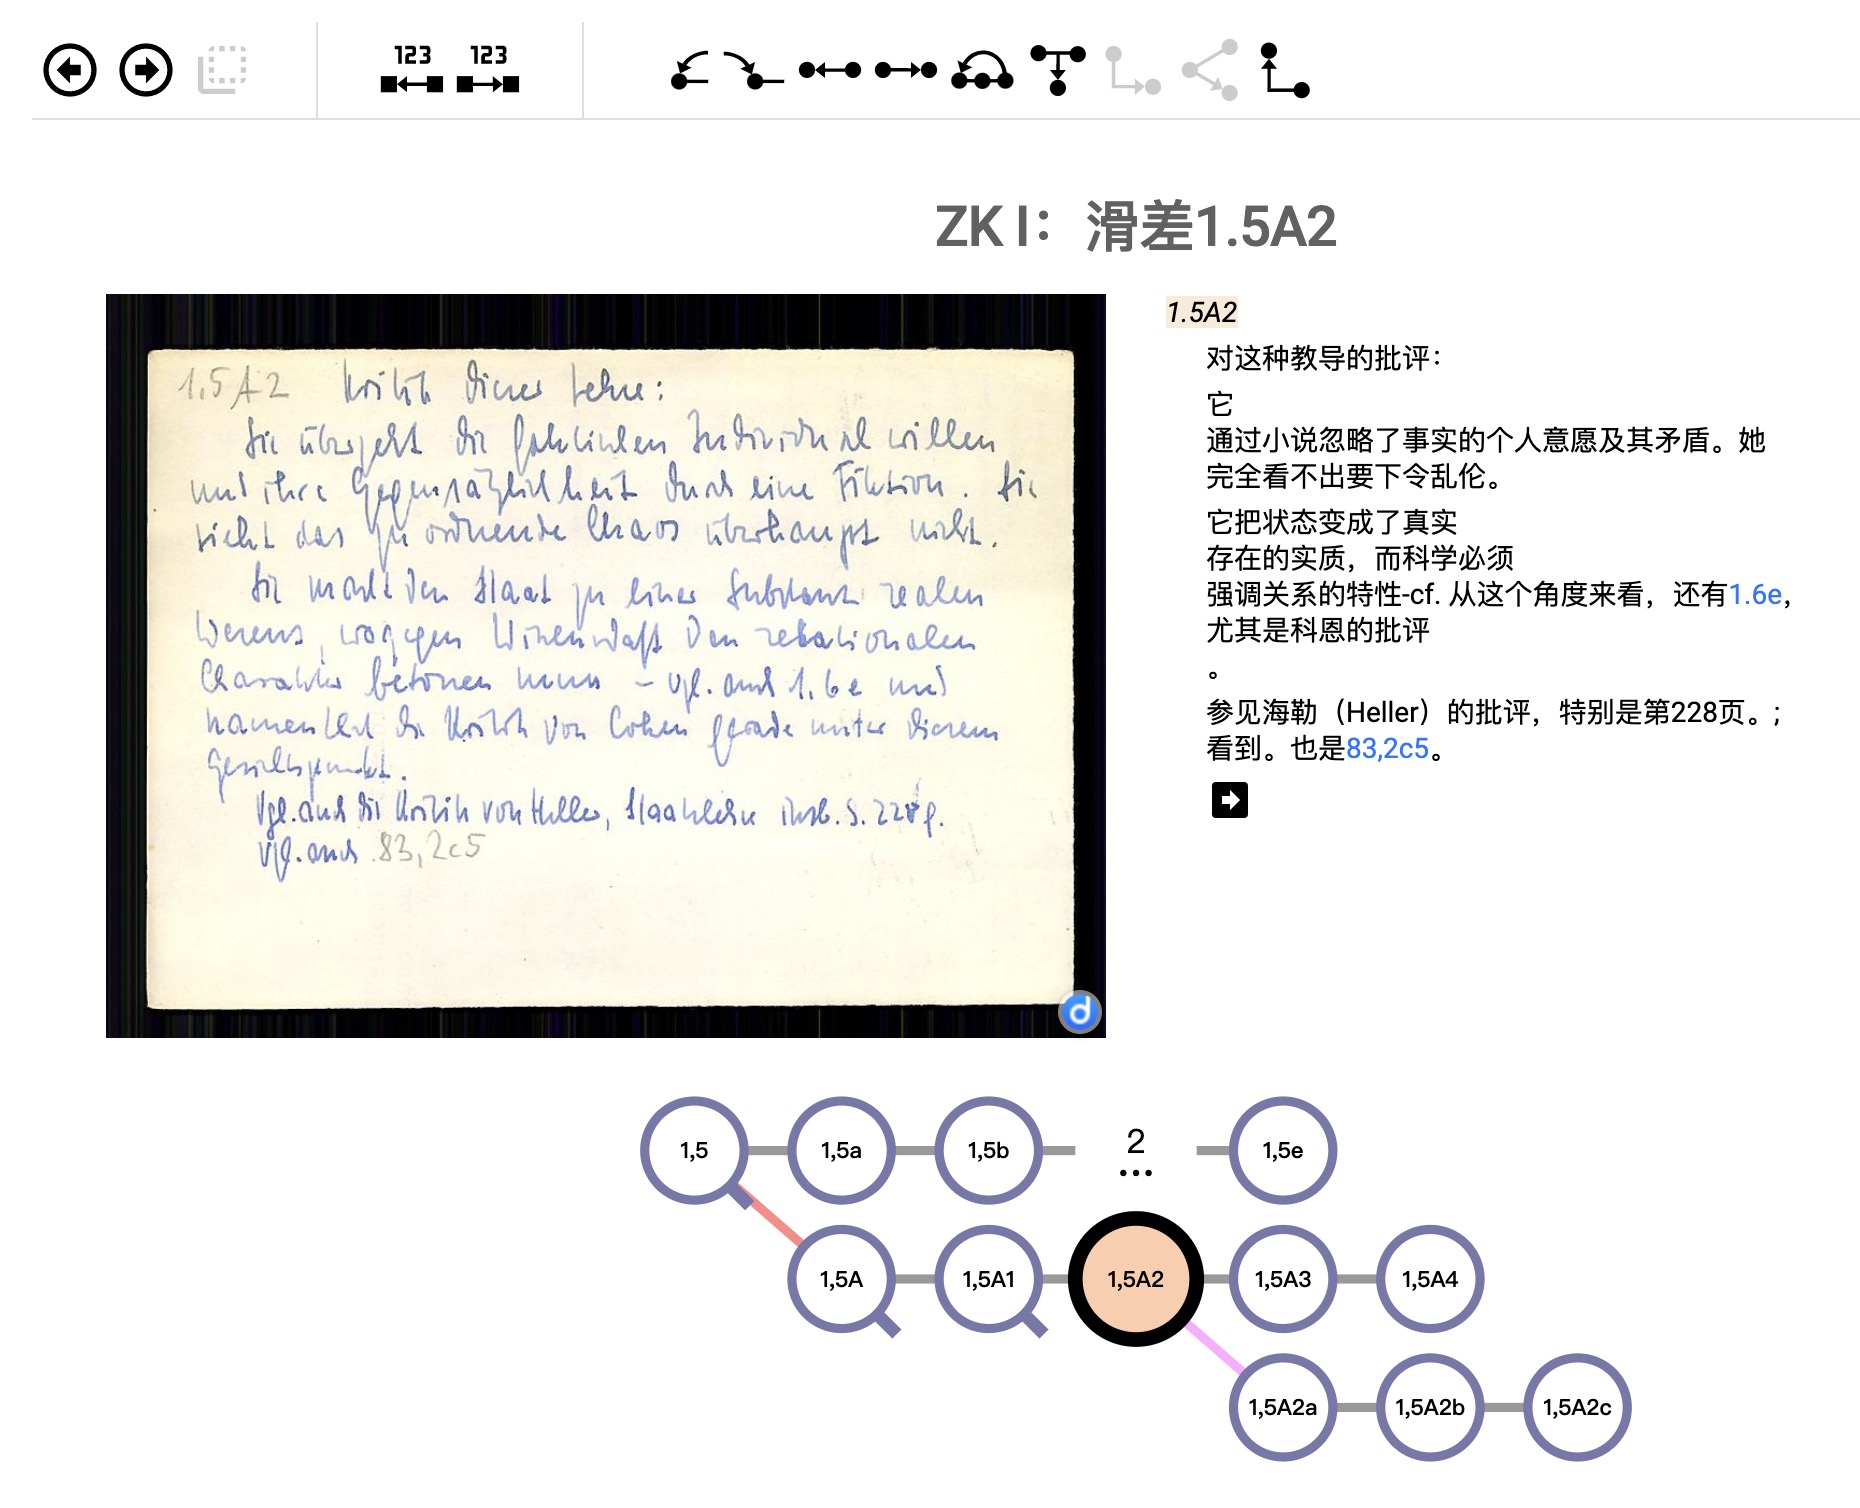 123 123
ZK I：滑差1.5A2
1.5A2 Kritik dieser Lehre:
Sie übergeht die faktischen Individualwillen
und ihre Gegensätzlichkeit durch eine Fiktion. Sie
sieht das zu ordnende Chaos überhaupt nicht.
Sie macht den Staat zu einer Substanz realen
Wesens, wogegen Wissenschaft den relationalen
Charakter betonen muss – vgl. auch 1.6e und
namentlich die Kritik von Cohen gerade unter diesem
Gesichtspunkt.
Vgl. auch die Kritik von Heller, Staatslehre insb. S. 228 f.
Vgl. auch 83,2c5
d
1.5A2
对这种教导的批评：
它
通过小说忽略了事实的个人意愿及其矛盾。她
完全看不出要下令乱伦。
它把状态变成了真实
存在的实质，而科学必须
强调关系的特性-cf. 从这个角度来看，还有1.6e，
尤其是科恩的批评
。
参见海勒（Heller）的批评，特别是第228页。;
看到。也是83,2c5。
1,5 1,5a 1,5b 2 ... 1,5e
1,5A 1,5A1 1,5A2 1,5A3 1,5A4
1,5A2a 1,5A2b 1,5A2c